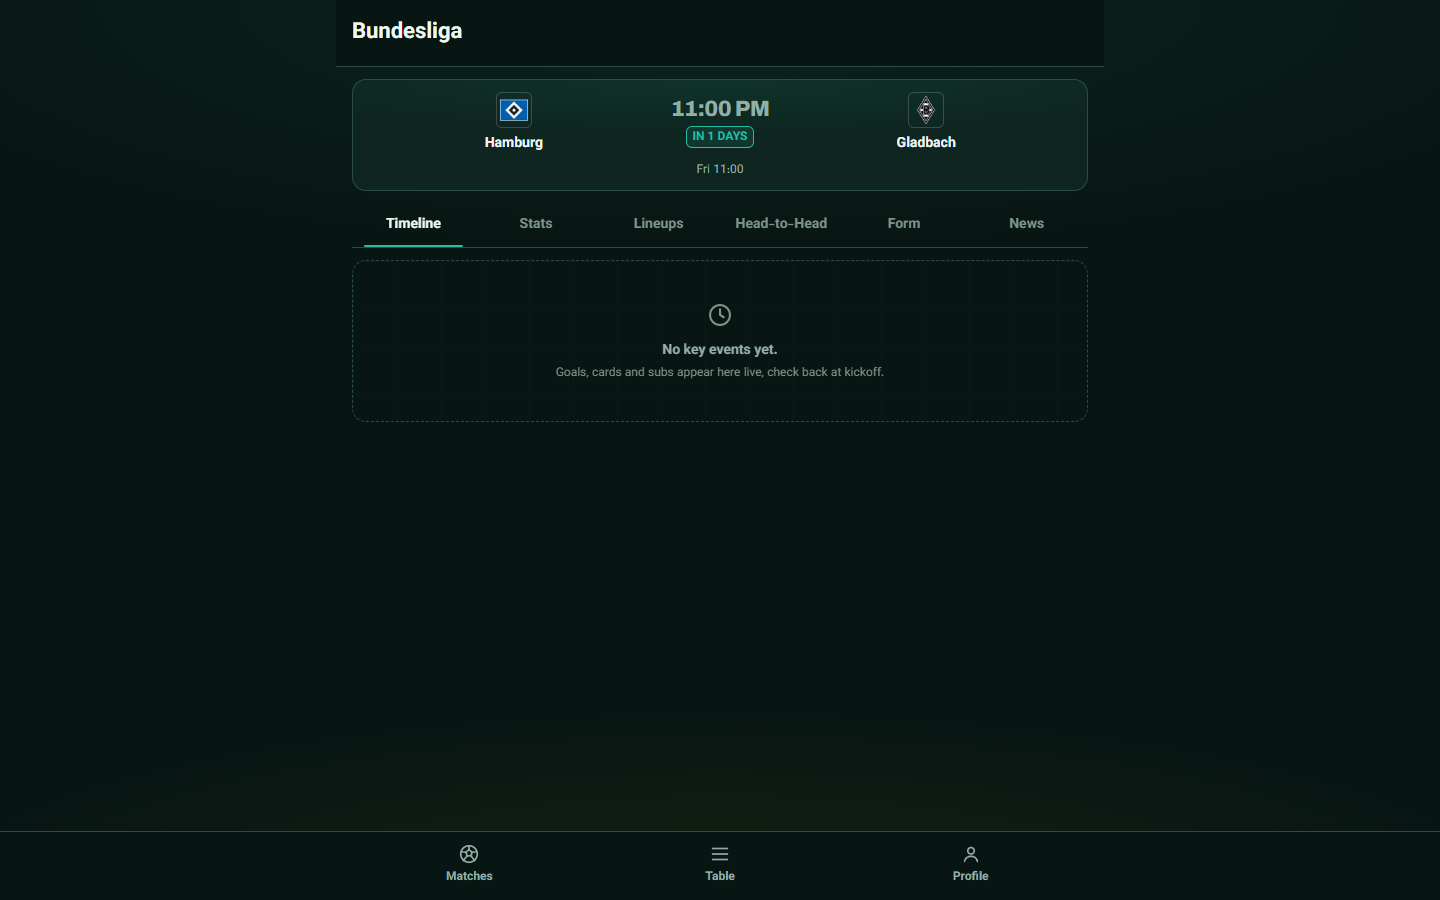 Bundesliga
11:00 PM
IN 1 DAYS
Hamburg
Gladbach
Fri 11:00
Timeline Stats Lineups Head-to-Head Form News
No key events yet.
Goals, cards and subs appear here live, check back at kickoff.
Matches Table Profile